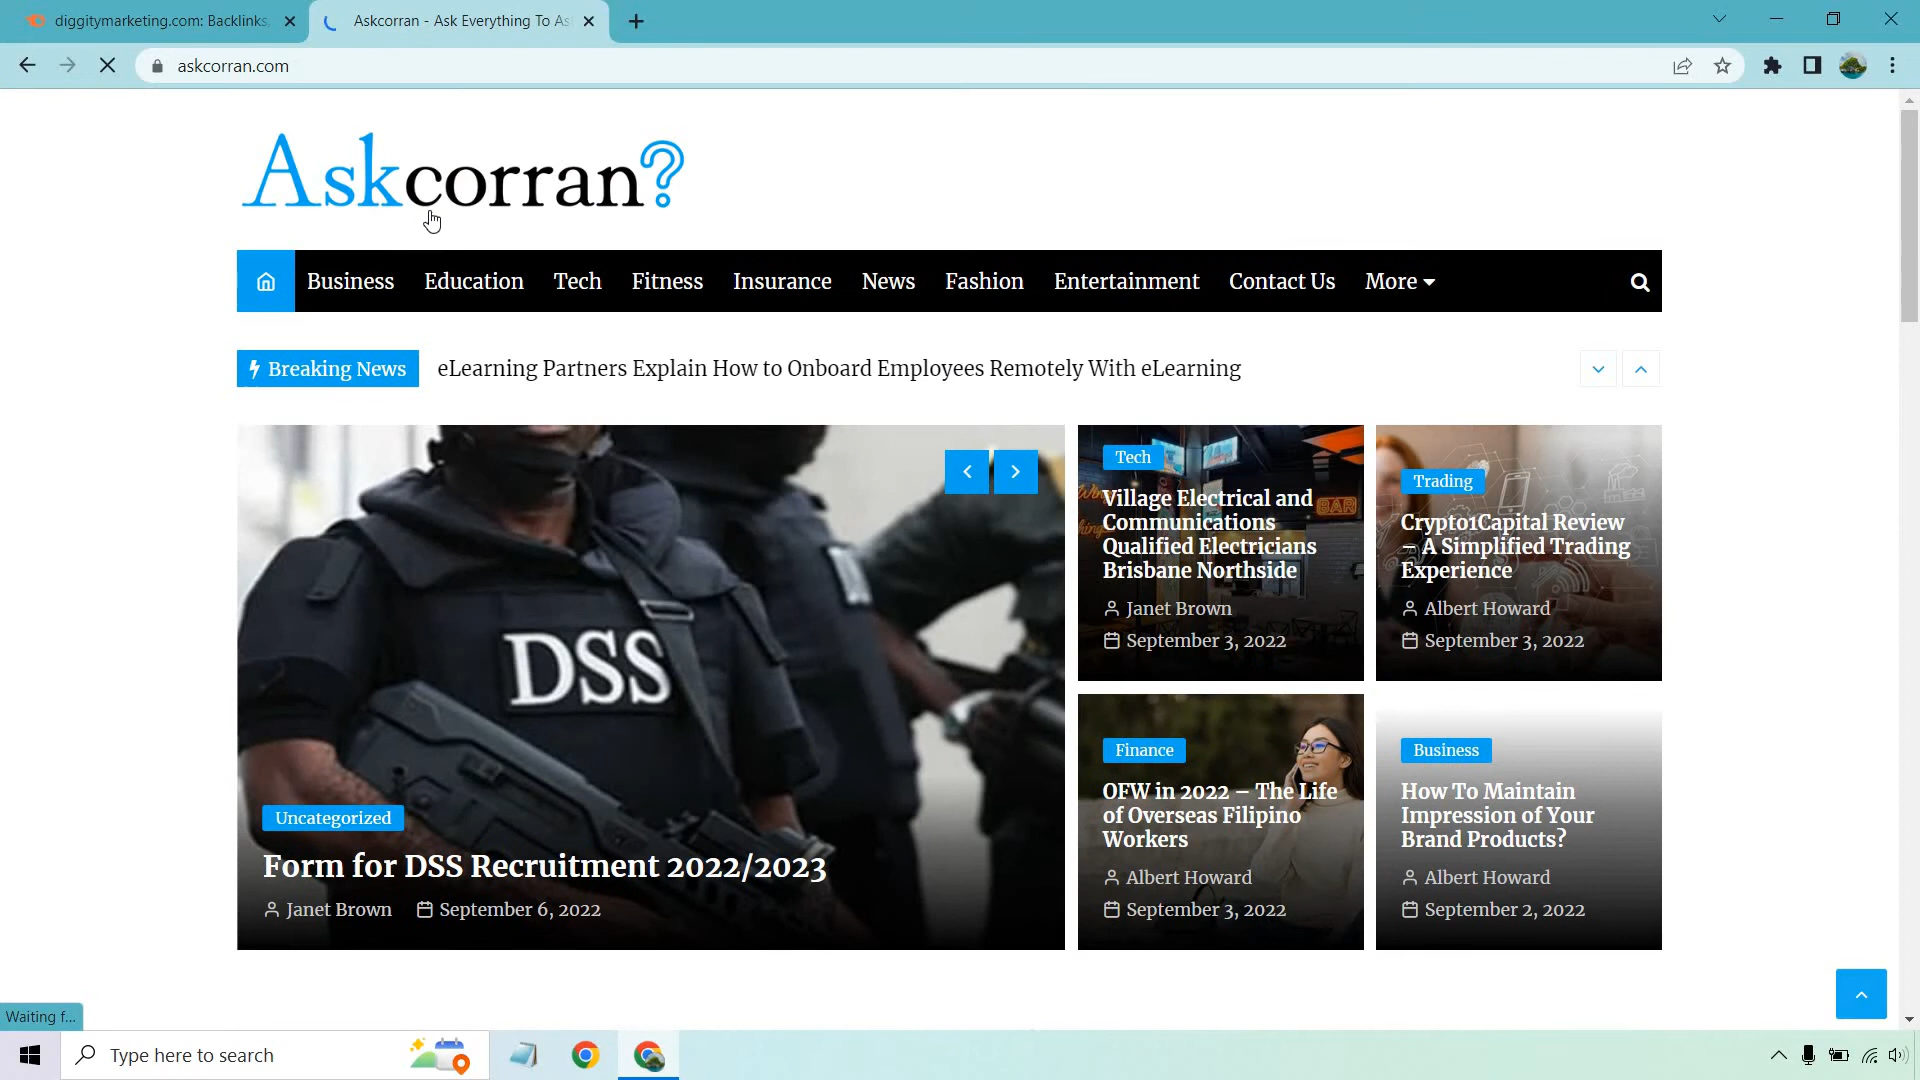 diggitymarketing.com: Backlinks,
Askcorran - Ask Everything To As
askcorran.com
Askcorran?
Business Education Tech Fitness Insurance News Fashion Entertainment Contact Us More
Breaking News
eLearning Partners Explain How to Onboard Employees Remotely With eLearning
DSS
Uncategorized
Form for DSS Recruitment 2022/2023
Janet Brown September 6, 2022
Tech
BAR
Village Electrical and
Communications
Qualified Electricians
Brisbane Northside
Janet Brown
September 3, 2022
Trading
Crypto1Capital Review
– A Simplified Trading
Experience
Albert Howard
September 3, 2022
Finance
OFW in 2022 – The Life
of Overseas Filipino
Workers
Albert Howard
September 3, 2022
Business
How To Maintain
Impression of Your
Brand Products?
Albert Howard
September 2, 2022
Waiting f...
Type here to search